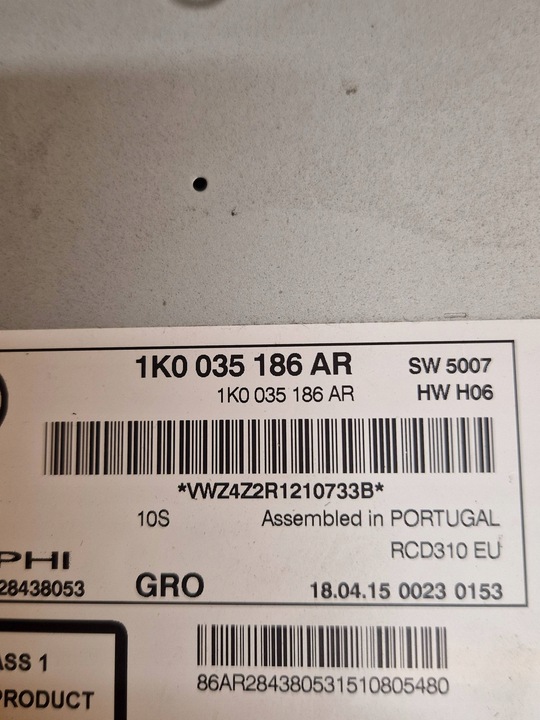 1K0 035 186 AR SW 5007
1K0 035 186 AR HW H06
*VWZ4Z2R1210733B*
10S Assembled in PORTUGAL
PHI RCD310 EU
28438053 GRO 18.04.15 0023 0153
ASS 1
PRODUCT
86AR284380531510805480